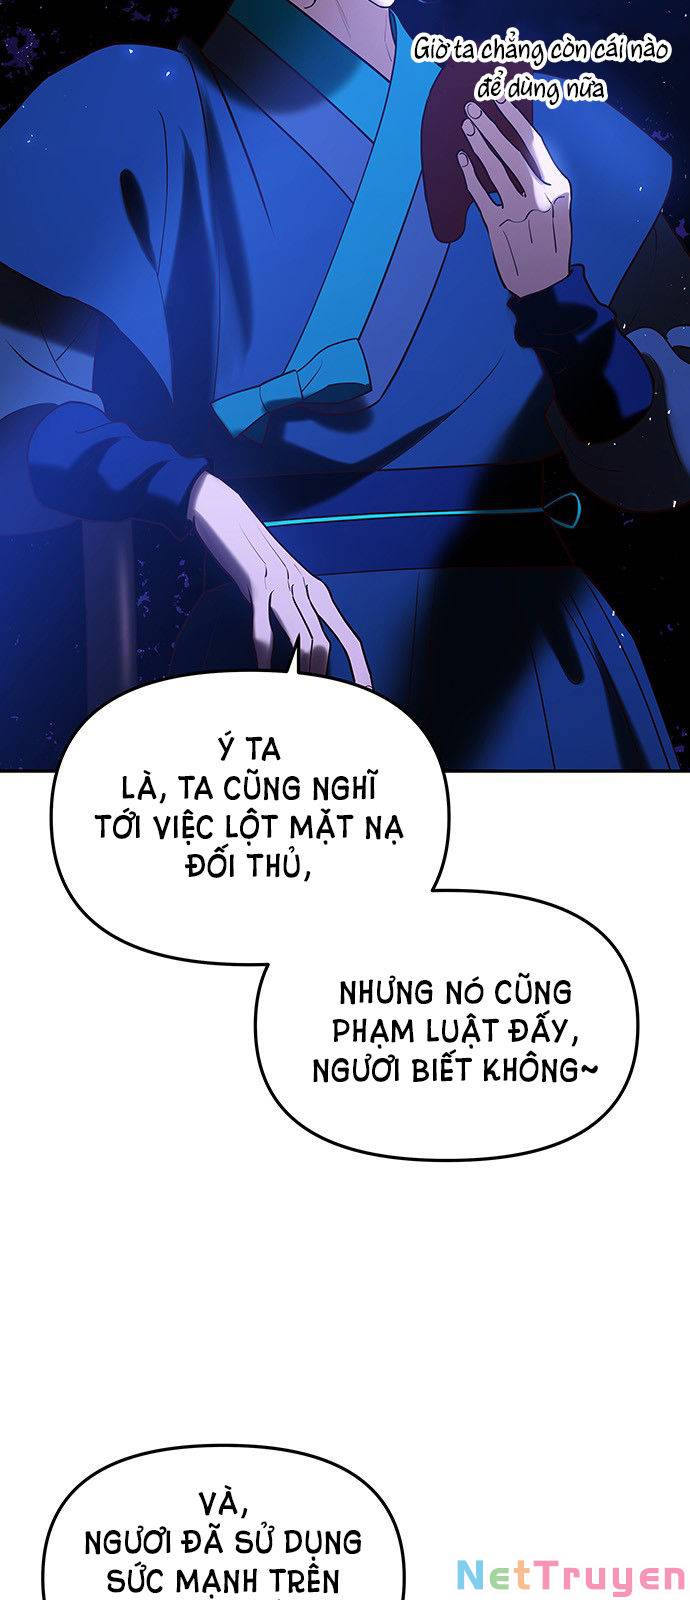 Giờ ta chẳng còn cái nào
để dùng nữa
Ý TA
LÀ, TA CŨNG NGHĨ
TỚI VIỆC LỘT MẶT NẠ
ĐỐI THỦ,
NHƯNG NÓ CŨNG
PHẠM LUẬT ĐẤY,
NGƯƠI BIẾT KHÔNG~
VÀ,
NGƯƠI ĐÃ SỬ DỤNG
SỨC MẠNH TRÊN
NetTruyen